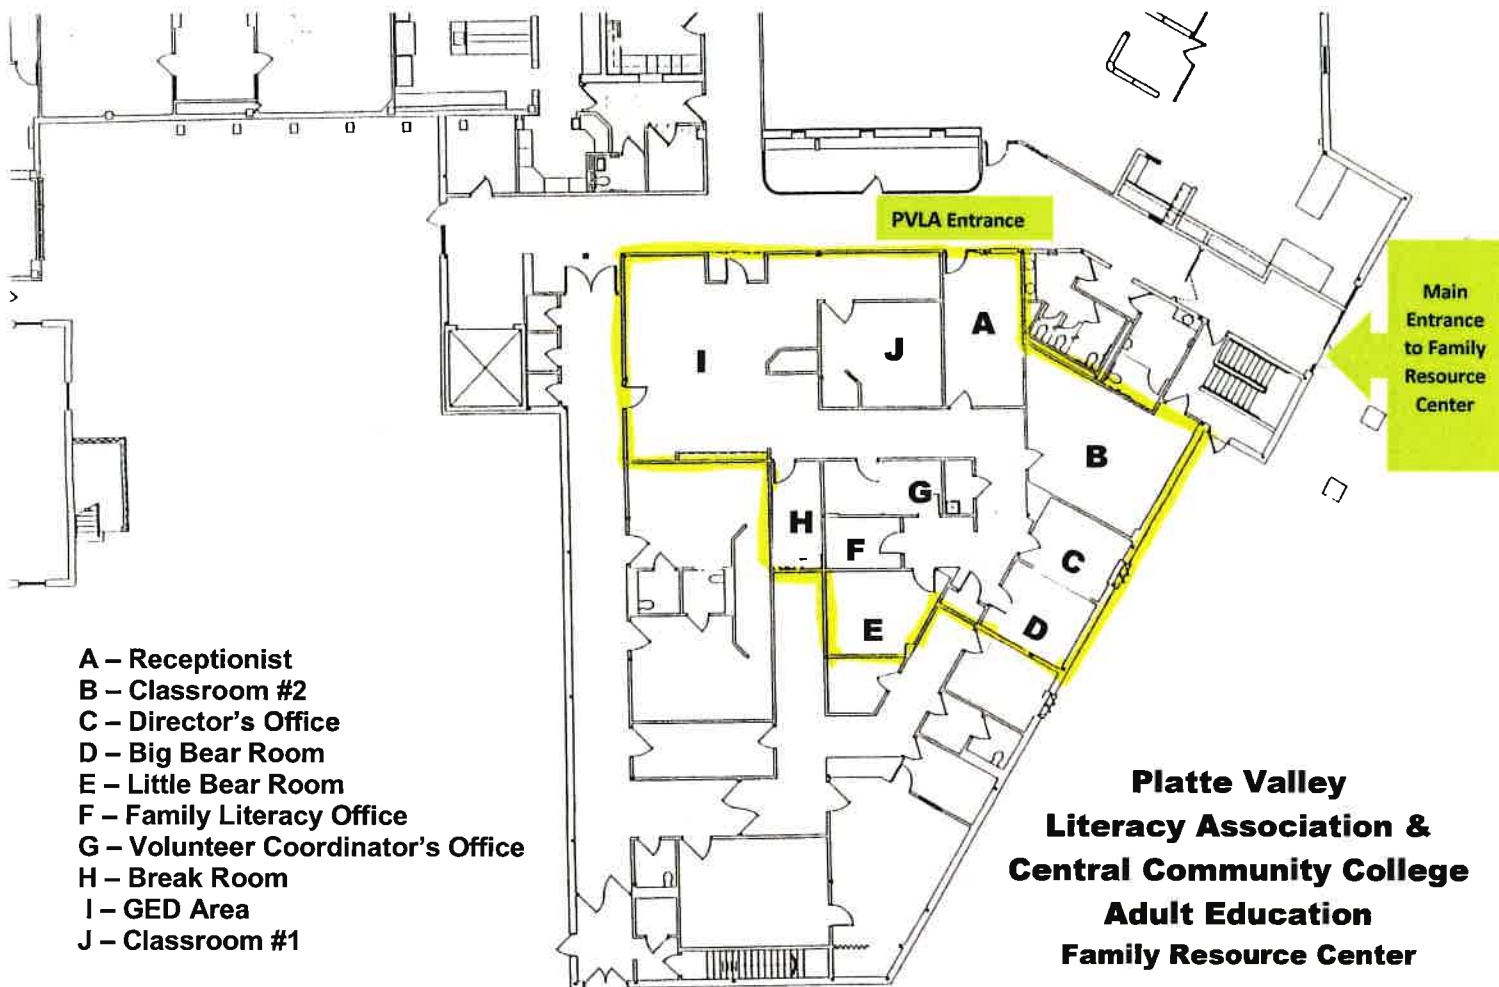 PVLA Entrance
Main
Entrance
to Family
Resource
Center
A
I
J
B
G
H
F
C
E
D
A – Receptionist
B – Classroom #2
C – Director's Office
D – Big Bear Room
E – Little Bear Room
F – Family Literacy Office
G – Volunteer Coordinator's Office
H – Break Room
I – GED Area
J – Classroom #1
Platte Valley
Literacy Association &
Central Community College
Adult Education
Family Resource Center